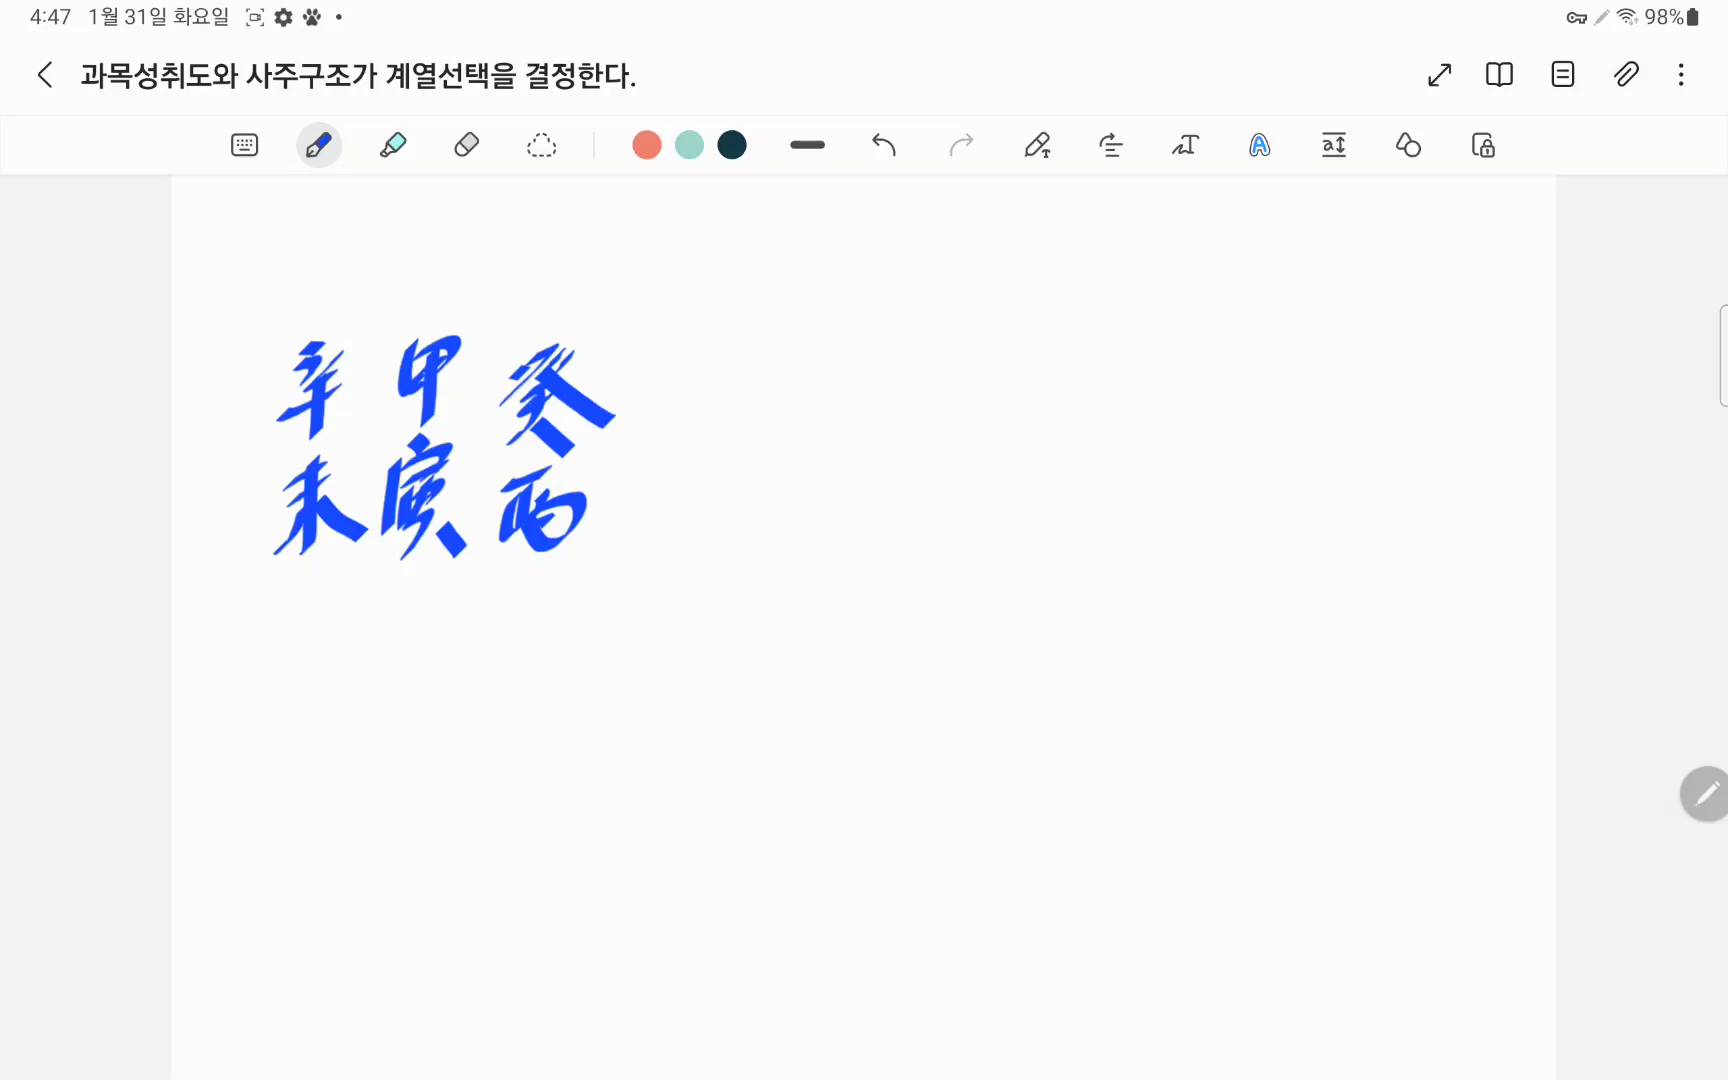 4:47 1월 31일 화요일 98%
과목성취도와 사주구조가 계열선택을 결정한다.
辛 甲 癸
未 寅 酉